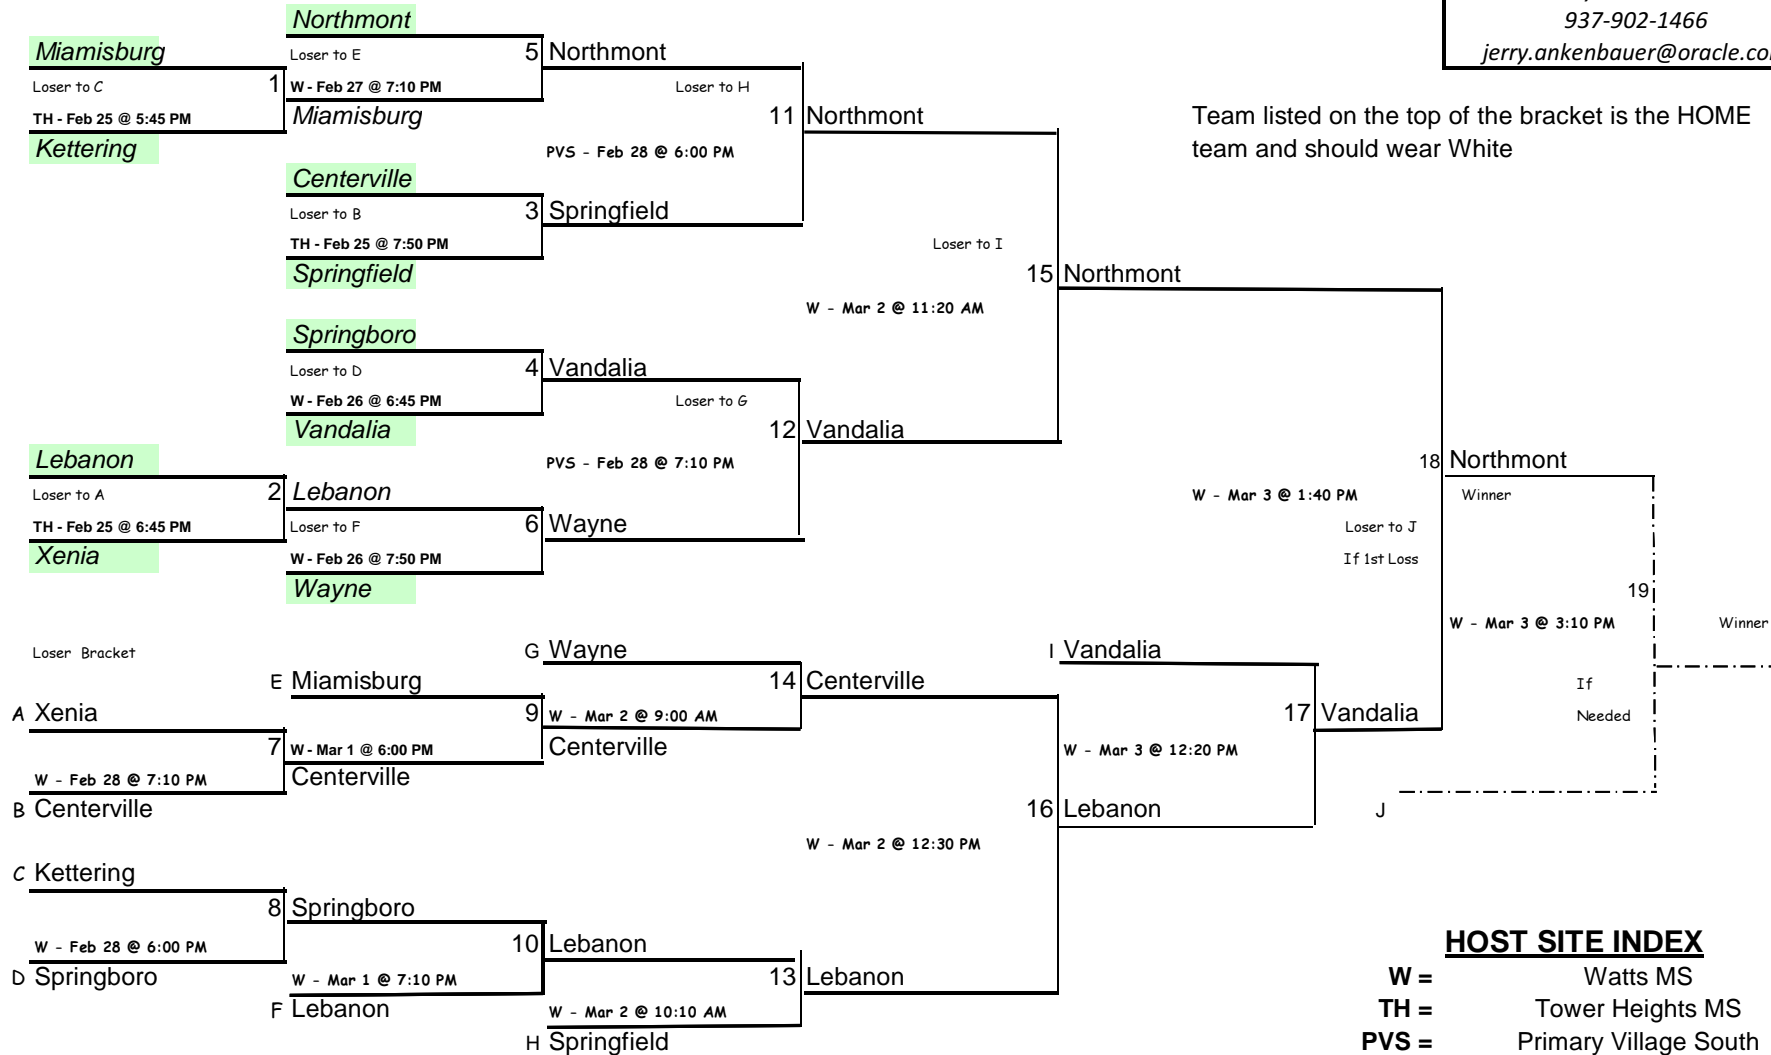 937-902-1466
jerry.ankenbauer@oracle.co
Northmont
Miamisburg
Loser to E
5 Northmont
Loser to C
1
W - Feb 27 @ 7:10 PM
Loser to H
TH - Feb 25 @ 5:45 PM
Miamisburg
11 Northmont
Team listed on the top of the bracket is the HOME
team and should wear White
Kettering
PVS - Feb 28 @ 6:00 PM
Centerville
Loser to B
3 Springfield
TH - Feb 25 @ 7:50 PM
Loser to I
Springfield
15 Northmont
W - Mar 2 @ 11:20 AM
Springboro
Loser to D
4 Vandalia
W - Feb 26 @ 6:45 PM
Loser to G
Vandalia
12 Vandalia
Lebanon
PVS - Feb 28 @ 7:10 PM
18 Northmont
Loser to A
2 Lebanon
W - Mar 3 @ 1:40 PM
Winner
TH - Feb 25 @ 6:45 PM
Loser to F
6 Wayne
Loser to J
Xenia
W - Feb 26 @ 7:50 PM
If 1st Loss
Wayne
19
W - Mar 3 @ 3:10 PM
Winner
Loser Bracket
G Wayne
I Vandalia
E Miamisburg
14 Centerville
If
A Xenia
9
W - Mar 2 @ 9:00 AM
17 Vandalia
Needed
7
W - Mar 1 @ 6:00 PM
Centerville
W - Mar 3 @ 12:20 PM
W - Feb 28 @ 7:10 PM
Centerville
B Centerville
16 Lebanon
J
W - Mar 2 @ 12:30 PM
C Kettering
8 Springboro
W - Feb 28 @ 6:00 PM
10 Lebanon
HOST SITE INDEX
D Springboro
W - Mar 1 @ 7:10 PM
13 Lebanon
W = Watts MS
F Lebanon
W - Mar 2 @ 10:10 AM
TH = Tower Heights MS
H Springfield
PVS = Primary Village South